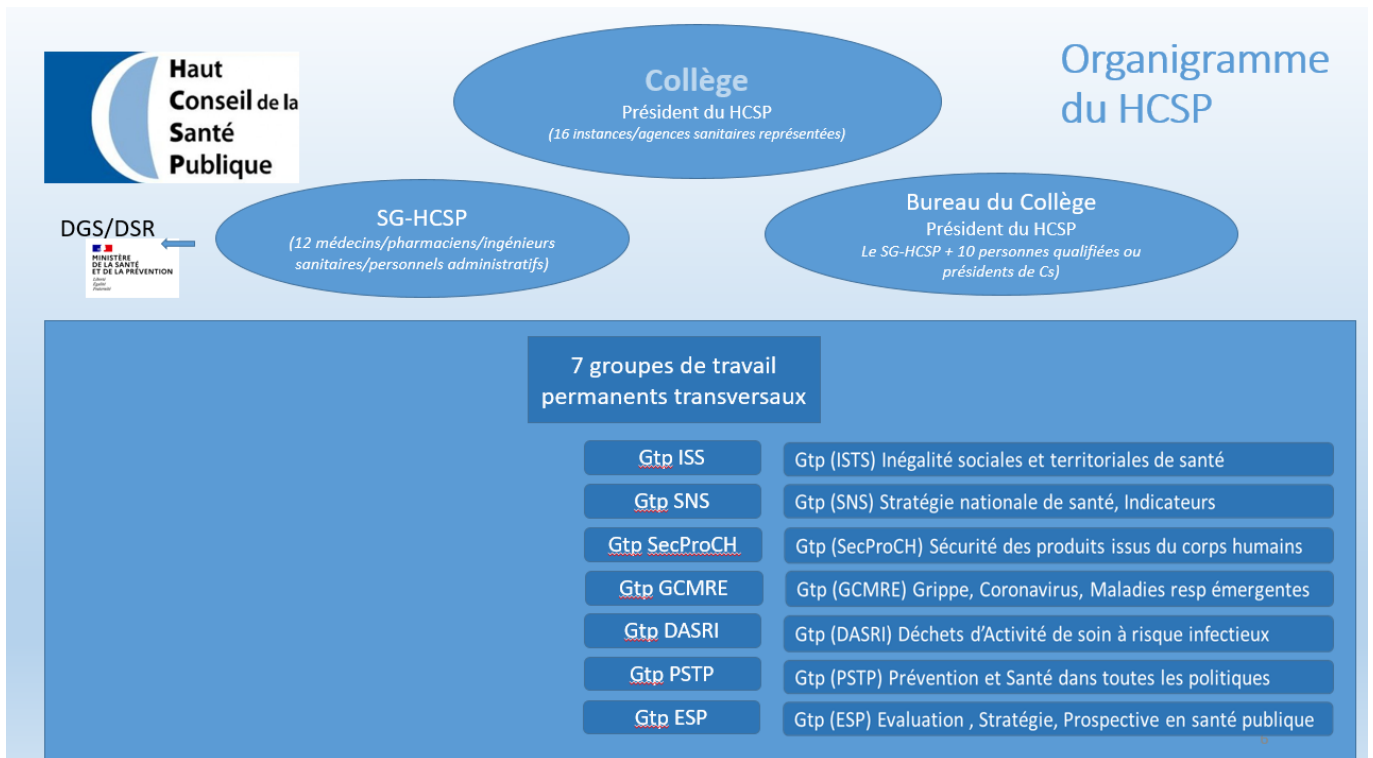 Haut
Conseil de la
Santé
Publique
Organigramme
du HCSP
Collège
Président du HCSP
(16 instances/agences sanitaires représentées)
DGS/DSR
MINISTÈRE
DE LA SANTÉ
ET DE LA PRÉVENTION
Liberté
Égalité
Fraternité
SG-HCSP
(12 médecins/pharmaciens/ingénieurs
sanitaires/personnels administratifs)
Bureau du Collège
Président du HCSP
Le SG-HCSP + 10 personnes qualifiées ou
présidents de Cs)
7 groupes de travail
permanents transversaux
Gtp ISS
Gtp (ISTS) Inégalité sociales et territoriales de santé
Gtp SNS
Gtp (SNS) Stratégie nationale de santé, Indicateurs
Gtp SecProCH
Gtp (SecProCH) Sécurité des produits issus du corps humains
Gtp GCMRE
Gtp (GCMRE) Grippe, Coronavirus, Maladies resp émergentes
Gtp DASRI
Gtp (DASRI) Déchets d’Activité de soin à risque infectieux
Gtp PSTP
Gtp (PSTP) Prévention et Santé dans toutes les politiques
Gtp ESP
Gtp (ESP) Evaluation , Stratégie, Prospective en santé publique